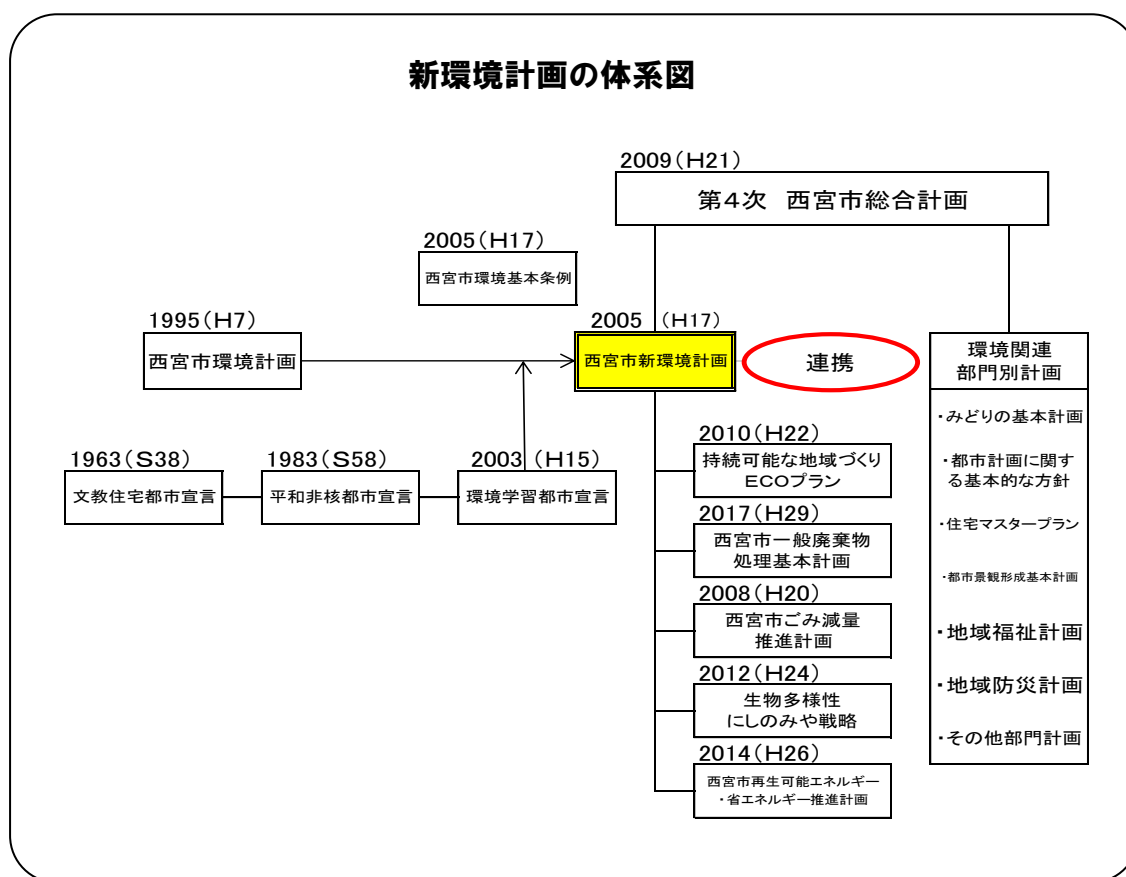 新環境計画の体系図
2009(H21)
第4次 西宮市総合計画
2005(H17)
西宮市環境基本条例
1995(H7)
西宮市環境計画
2005 (H17)
西宮市新環境計画
連携
環境関連
部門別計画
・みどりの基本計画
・都市計画に関す
る基本的な方針
・住宅マスタープラン
・都市景観形成基本計画
・地域福祉計画
・地域防災計画
・その他部門計画
1963(S38)
文教住宅都市宣言
1983(S58)
平和非核都市宣言
2003(H15)
環境学習都市宣言
2010(H22)
持続可能な地域づくり
ECOプラン
2017(H29)
西宮市一般廃棄物
処理基本計画
2008(H20)
西宮市ごみ減量
推進計画
2012(H24)
生物多様性
にしのみや戦略
2014(H26)
西宮市再生可能エネルギー
・省エネルギー推進計画